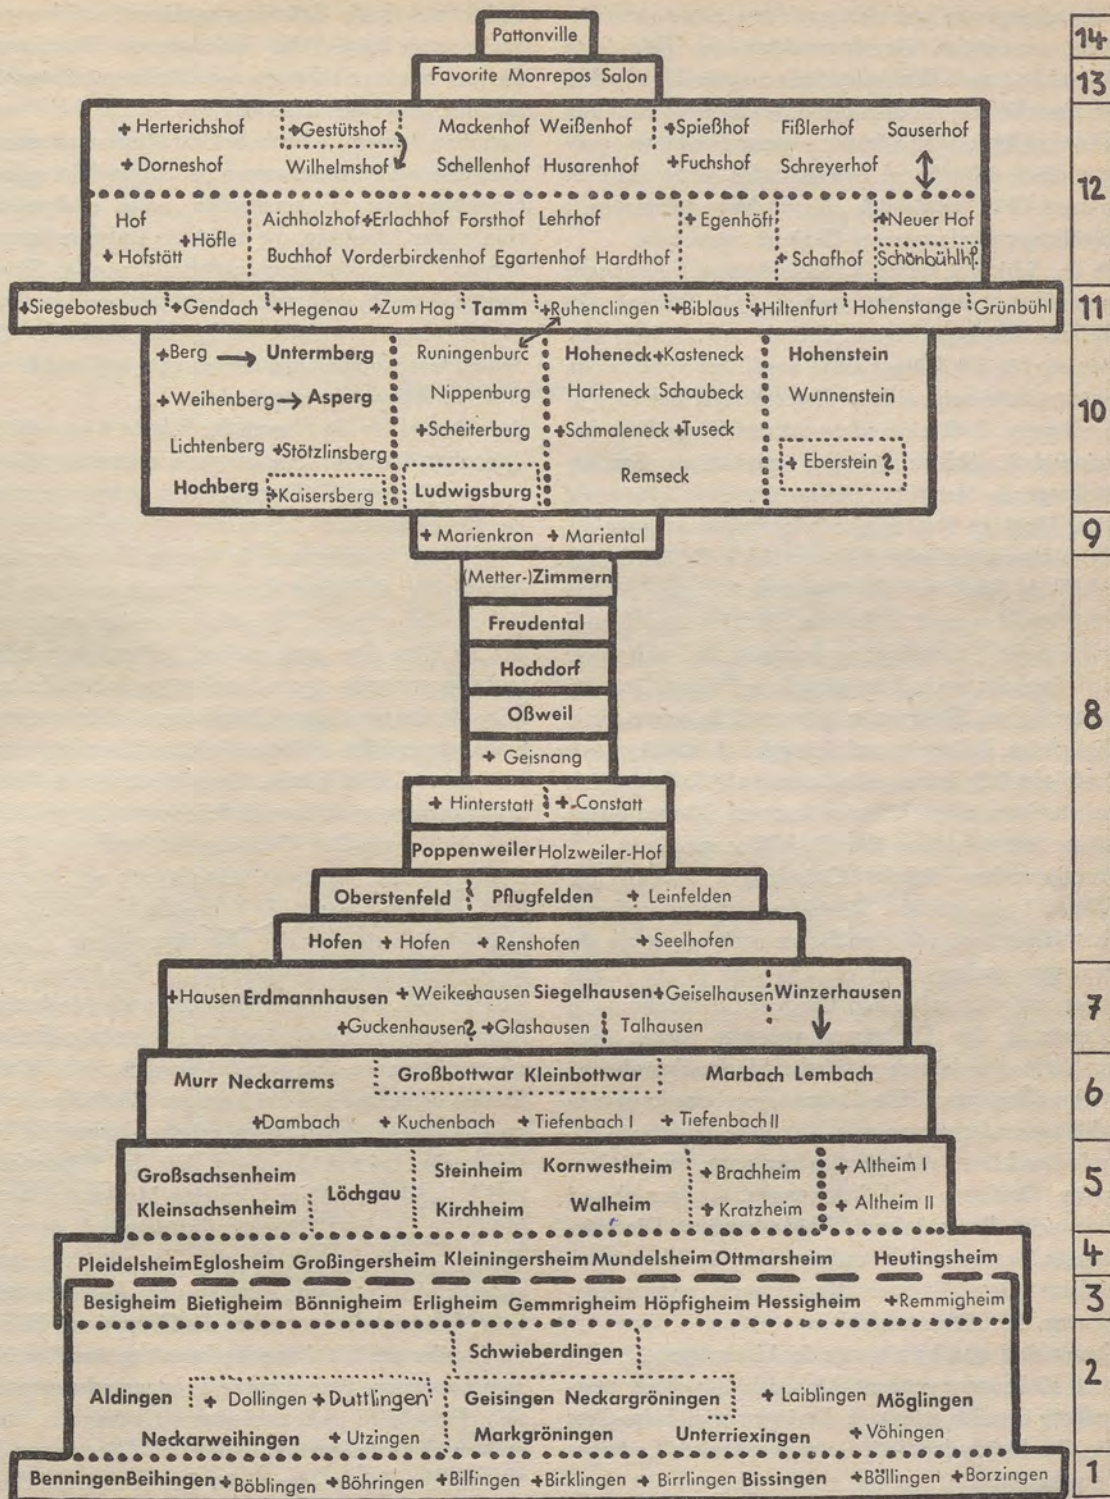 Pattonville 14
Favorite Monrepos Salon 13
+ Herterichshof +Gestütshof Mackenhof Weißenhof +Spießhof Fißlerhof Sauserhof
+ Dorneshof Wilhelmshof Schellenhof Husarenhof +Fuchshof Schreyerhof
12
Hof Aichholzhof +Erlachhof Forsthof Lehrhof + Egenhöft +Neuer Hof
+Höfle
+ Hofstätt Buchhof Vorderbirckenhof Egartenhof Hardthof + Schafhof Schönbühlhf.
+Siegebotesbuch +Gendach +Hegenau +Zum Hag Tamm +Ruhenclingen +Biblaus +Hiltenfurt Hohenstange Grünbühl 11
+Berg → Untermberg Runingenburc Hoheneck +Kasteneck Hohenstein
+Weihenberg → Asperg Nippenburg Harteneck Schaubeck Wunnenstein
10
Lichtenberg +Stötzlinsberg +Scheiterburg +Schmaleneck +Tuseck + Eberstein ?
Remseck
Hochberg +Kaisersberg Ludwigsburg
+ Marienkron + Mariental 9
(Metter-)Zimmern
Freudental
Hochdorf
Oßweil 8
+ Geisnang
+ Hinterstatt + Constatt
Poppenweiler Holzweiler-Hof
Oberstenfeld Pflugfelden + Leinfelden
Hofen + Hofen + Renshofen + Seelhofen
+Hausen Erdmannhausen +Weikershausen Siegelhausen +Geiselhausen Winzerhausen
7
+Guckenhausen? +Glashausen Talhausen
Murr Neckarrems Großbottwar Kleinbottwar Marbach Lembach
6
+Dambach + Kuchenbach + Tiefenbach I + Tiefenbach II
Großsachsenheim Löchgau Steinheim Kornwestheim + Brachheim + Altheim I
5
Kleinsachsenheim Kirchheim Walheim + Kratzheim + Altheim II
Pleidelsheim Eglosheim Großingersheim Kleiningersheim Mundelsheim Ottmarsheim Heutingsheim 4
Besigheim Bietigheim Bönnigheim Erligheim Gemmrigheim Höpfigheim Hessigheim +Remmigheim 3
Schwieberdingen
2
Aldingen + Dollingen + Duttlingen Geisingen Neckargröningen + Laiblingen Möglingen
Neckarweihingen + Utzingen Markgröningen Unterriexingen + Vöhingen
Benningen Beihingen +Böblingen +Böhringen +Bilfingen +Birklingen + Birrlingen Bissingen +Böllingen +Borzingen 1